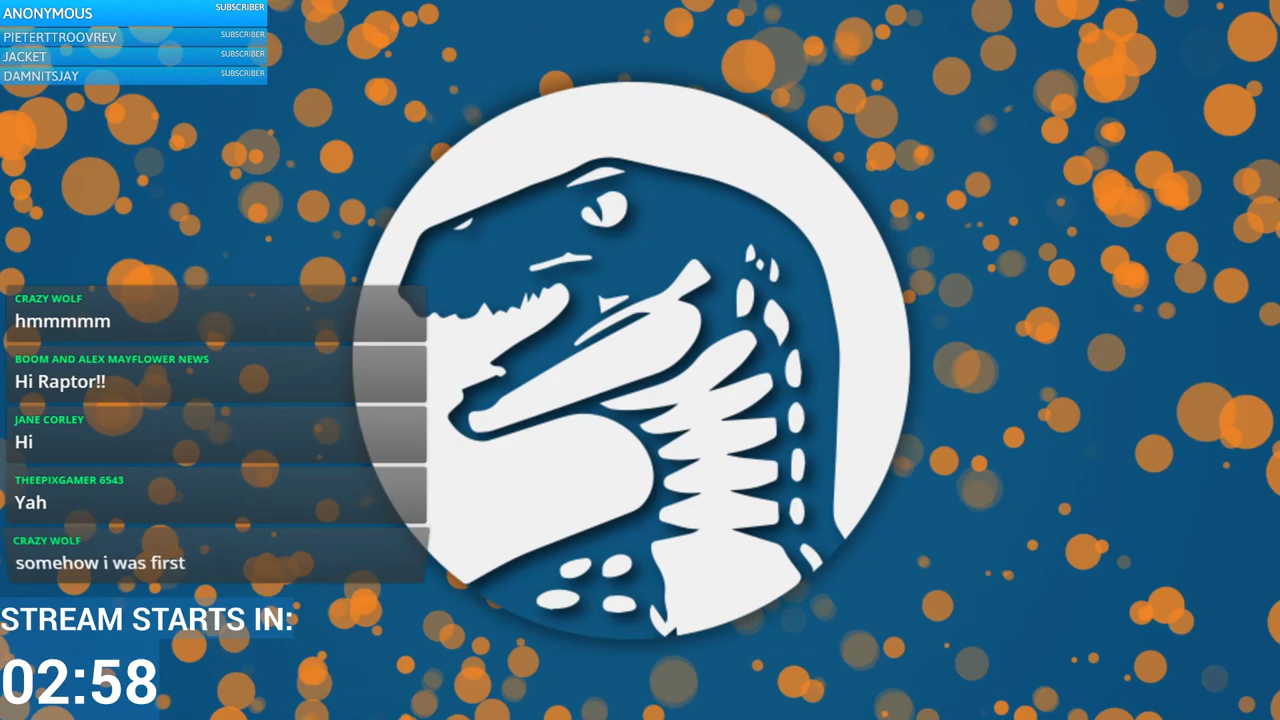 ANONYMOUS SUBSCRIBER
PIETERTTROOVREV SUBSCRIBER
JACKET SUBSCRIBER
DAMNITSJAY SUBSCRIBER
CRAZY WOLF
hmmmmm
BOOM AND ALEX MAYFLOWER NEWS
Hi Raptor!!
JANE CORLEY
Hi
THEEPIXGAMER 6543
Yah
CRAZY WOLF
somehow i was first
STREAM STARTS IN:
02:58